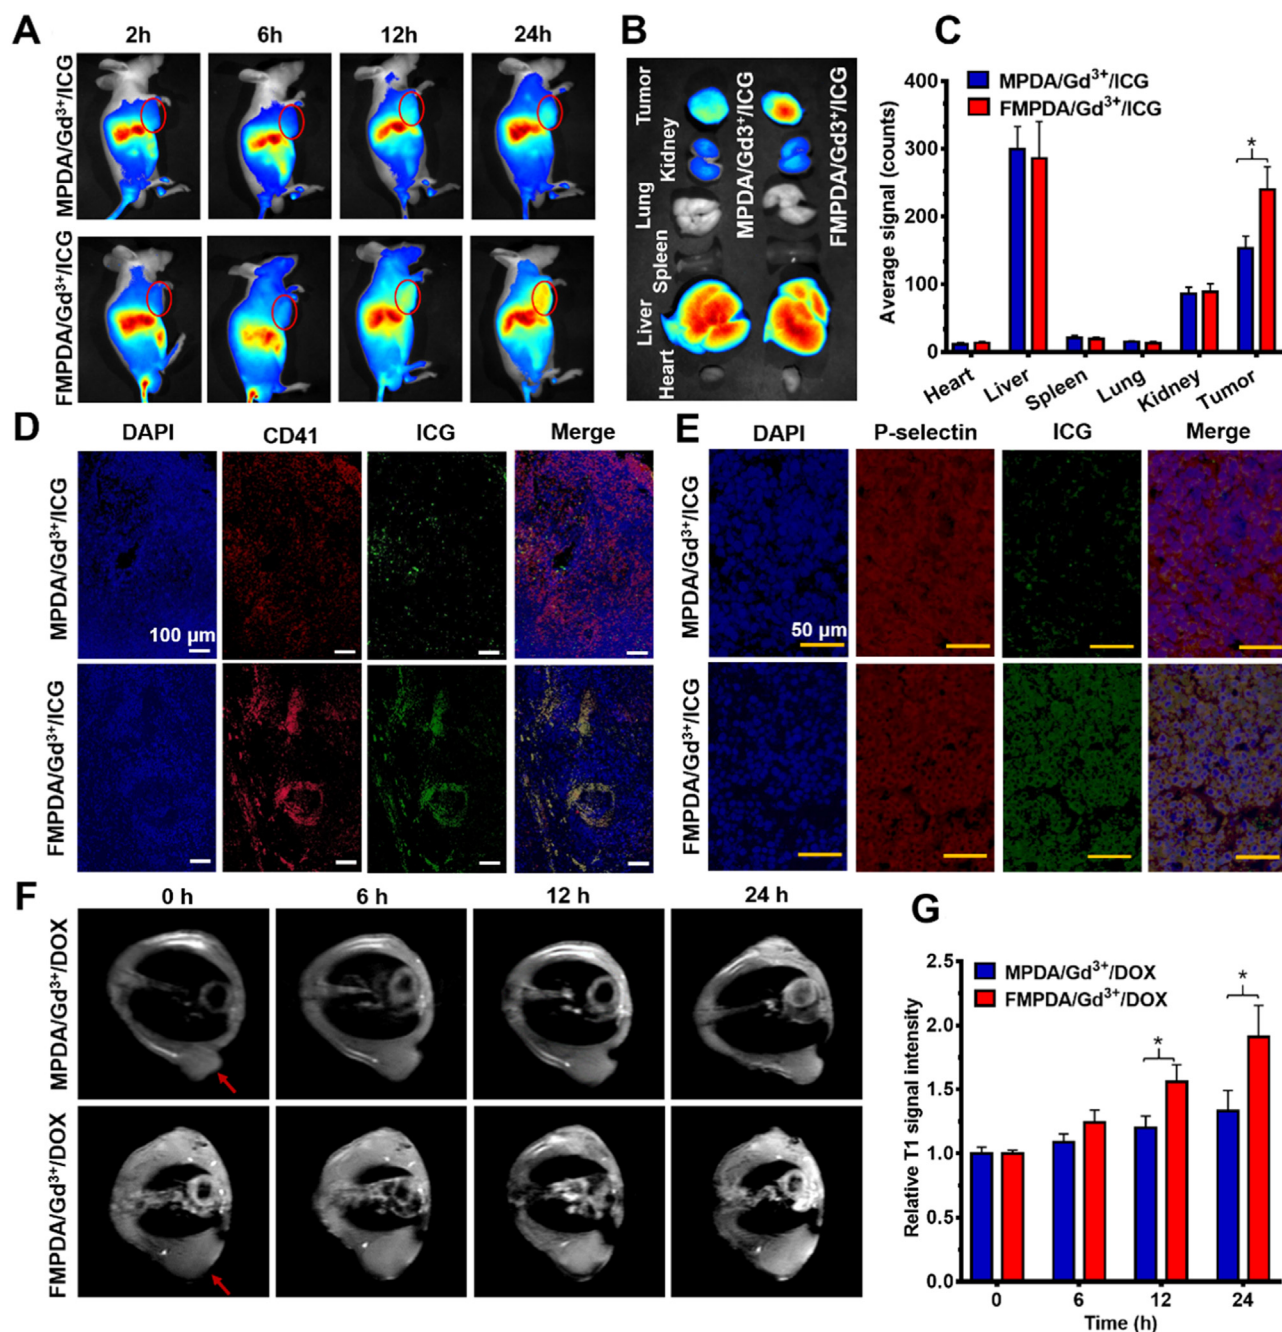 A
2h 6h 12h 24h
MPDA/Gd³⁺/ICG
FMPDA/Gd³⁺/ICG
B
Tumor
Kidney
Lung
Spleen
Liver
Heart
MPDA/Gd3⁺/ICG
FMPDA/Gd³⁺/ICG
C
MPDA/Gd³⁺/ICG
FMPDA/Gd³⁺/ICG
Average signal (counts)
400
300
200
100
0
*
Heart Liver Spleen Lung Kidney Tumor
D
DAPI CD41 ICG Merge
MPDA/Gd³⁺/ICG
100 µm
FMPDA/Gd³⁺/ICG
E
DAPI P-selectin ICG Merge
MPDA/Gd³⁺/ICG
50 µm
FMPDA/Gd³⁺/ICG
F
0 h 6 h 12 h 24 h
MPDA/Gd³⁺/DOX
FMPDA/Gd³⁺/DOX
G
MPDA/Gd³⁺/DOX
FMPDA/Gd³⁺/DOX
Relative T1 signal intensity
2.5
2.0
1.5
1.0
0.5
0.0
* *
0 6 12 24
Time (h)